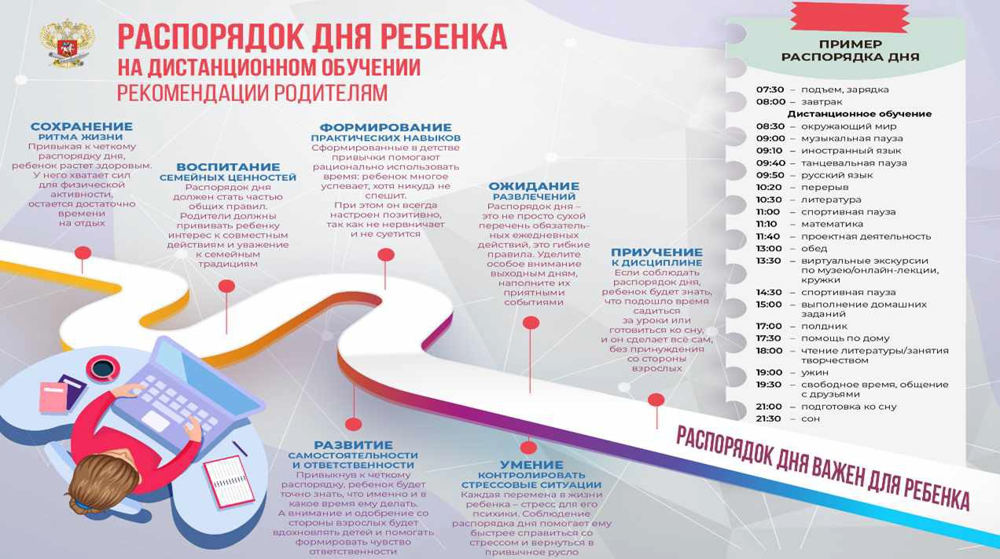 РАСПОРЯДОК ДНЯ РЕБЕНКА
НА ДИСТАНЦИОННОМ ОБУЧЕНИИ
РЕКОМЕНДАЦИИ РОДИТЕЛЯМ
СОХРАНЕНИЕ
РИТМА ЖИЗНИ
Привыкая к четкому
распорядку дня,
ребенок растет здоровым.
У него хватает сил
для физической
активности,
остается достаточно
времени
на отдых
ВОСПИТАНИЕ
СЕМЕЙНЫХ ЦЕННОСТЕЙ
Распорядок дня
должен стать частью
общих правил.
Родители должны
прививать ребенку
интерес к совместным
действиям и уважение
к семейным
традициям
ФОРМИРОВАНИЕ
ПРАКТИЧЕСКИХ НАВЫКОВ
Сформированные в детстве
привычки помогают
рационально использовать
время: ребенок многое
успевает, хотя никуда не
спешит.
При этом он всегда
настроен позитивно,
так как не нервничает
и не суетится
ОЖИДАНИЕ
РАЗВЛЕЧЕНИЙ
Распорядок дня –
это не просто сухой
перечень обязатель-
ных ежедневных
действий, это гибкие
правила. Уделите
особое внимание
выходным дням,
наполните их
приятными
событиями
ПРИУЧЕНИЕ
К ДИСЦИПЛИНЕ
Если соблюдать
распорядок дня,
ребенок будет знать,
что подошло время
садиться
за уроки или
готовиться ко сну,
и он сделает всё сам,
без принуждения
со стороны
взрослых
РАЗВИТИЕ
САМОСТОЯТЕЛЬНОСТИ
И ОТВЕТСТВЕННОСТИ
Привыкнув к четкому
распорядку, ребенок будет
точно знать, что именно и в
какое время ему делать.
А внимание и одобрение со
стороны взрослых будет
вдохновлять детей и помогать
формировать чувство
ответственности
УМЕНИЕ
КОНТРОЛИРОВАТЬ
СТРЕССОВЫЕ СИТУАЦИИ
Каждая перемена в жизни
ребенка – стресс для его
психики. Соблюдение
распорядка дня помогает ему
быстрее справиться со
стрессом и вернуться в
привычное русло
ПРИМЕР
РАСПОРЯДКА ДНЯ
07:30 – подъем, зарядка
08:00 – завтрак
Дистанционное обучение
08:30 – окружающий мир
09:00 – музыкальная пауза
09:10 – иностранный язык
09:40 – танцевальная пауза
09:50 – русский язык
10:20 – перерыв
10:30 – литература
11:00 – спортивная пауза
11:10 – математика
11:40 – проектная деятельность
13:00 – обед
13:30 – виртуальные экскурсии
по музею/онлайн-лекции,
кружки
14:30 – спортивная пауза
15:00 – выполнение домашних
заданий
17:00 – полдник
17:30 – помощь по дому
18:00 – чтение литературы/занятия
творчеством
19:00 – ужин
19:30 – свободное время, общение
с друзьями
21:00 – подготовка ко сну
21:30 – сон
РАСПОРЯДОК ДНЯ ВАЖЕН ДЛЯ РЕБЕНКА